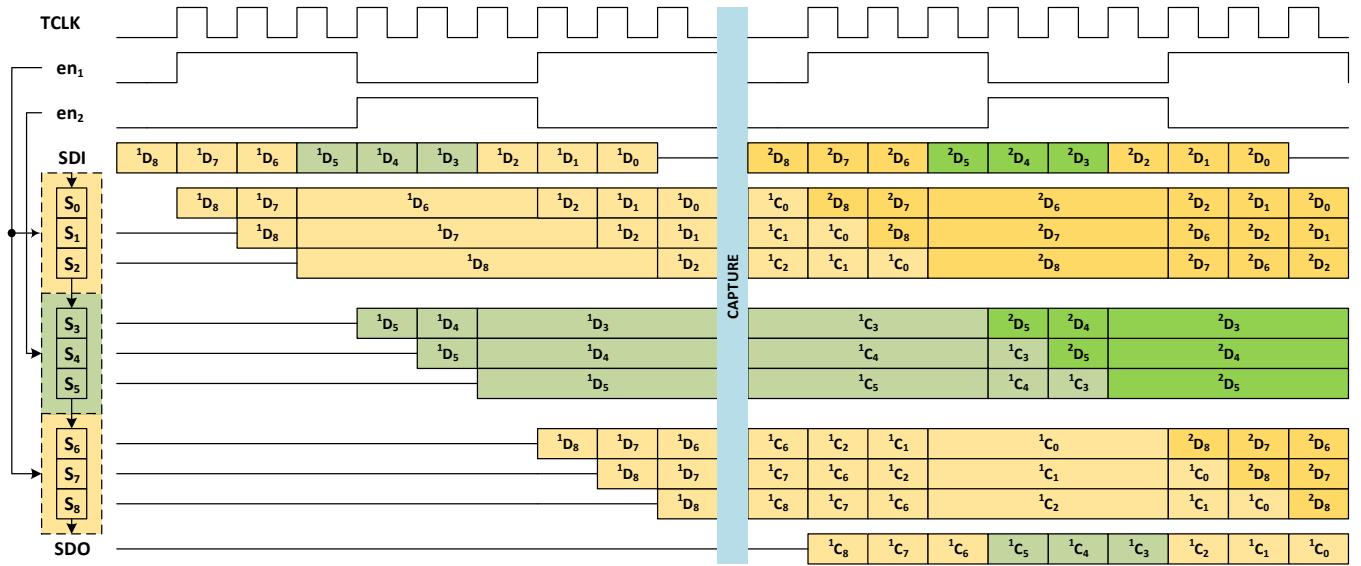 TCLK
en₁
en₂
SDI ¹D₈ ¹D₇ ¹D₆ ¹D₅ ¹D₄ ¹D₃ ¹D₂ ¹D₁ ¹D₀ ²D₈ ²D₇ ²D₆ ²D₅ ²D₄ ²D₃ ²D₂ ²D₁ ²D₀
S₀ ¹D₈ ¹D₇ ¹D₆ ¹D₂ ¹D₁ ¹D₀ ¹C₀ ²D₈ ²D₇ ²D₆ ²D₂ ²D₁ ²D₀
S₁ ¹D₈ ¹D₇ ¹D₂ ¹D₁ ¹C₁ ¹C₀ ²D₈ ²D₇ ²D₆ ²D₂ ²D₁
S₂ ¹D₈ ¹D₂ ¹C₂ ¹C₁ ¹C₀ ²D₈ ²D₇ ²D₆ ²D₂
CAPTURE
S₃ ¹D₅ ¹D₄ ¹D₃ ¹C₃ ²D₅ ²D₄ ²D₃
S₄ ¹D₅ ¹D₄ ¹C₄ ¹C₃ ²D₅ ²D₄
S₅ ¹D₅ ¹C₅ ¹C₄ ¹C₃ ²D₅
S₆ ¹D₈ ¹D₇ ¹D₆ ¹C₆ ¹C₂ ¹C₁ ¹C₀ ²D₈ ²D₇ ²D₆
S₇ ¹D₈ ¹D₇ ¹C₇ ¹C₆ ¹C₂ ¹C₁ ¹C₀ ²D₈ ²D₇
S₈ ¹D₈ ¹C₈ ¹C₇ ¹C₆ ¹C₂ ¹C₁ ¹C₀ ²D₈
SDO ¹C₈ ¹C₇ ¹C₆ ¹C₅ ¹C₄ ¹C₃ ¹C₂ ¹C₁ ¹C₀